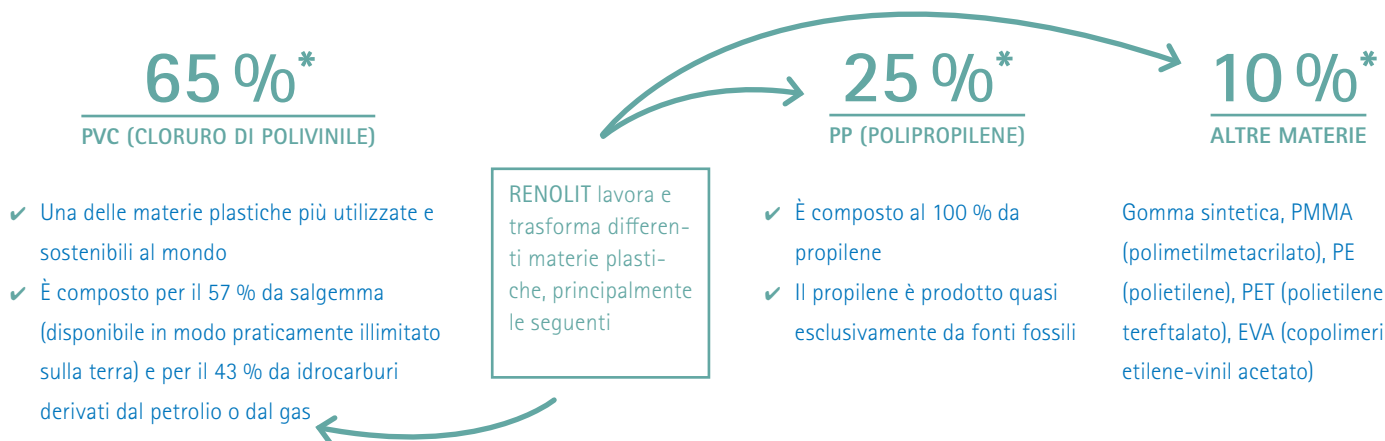 65 %*
PVC (CLORURO DI POLIVINILE)
✔ Una delle materie plastiche più utilizzate e
sostenibili al mondo
✔ È composto per il 57 % da salgemma
(disponibile in modo praticamente illimitato
sulla terra) e per il 43 % da idrocarburi
derivati dal petrolio o dal gas
RENOLIT lavora e
trasforma differen-
ti materie plasti-
che, principalmente
le seguenti
25 %*
PP (POLIPROPILENE)
✔ È composto al 100 % da
propilene
✔ Il propilene è prodotto quasi
esclusivamente da fonti fossili
10 %*
ALTRE MATERIE
Gomma sintetica, PMMA
(polimetilmetacrilato), PE
(polietilene), PET (polietilene
tereftalato), EVA (copolimeri
etilene-vinil acetato)